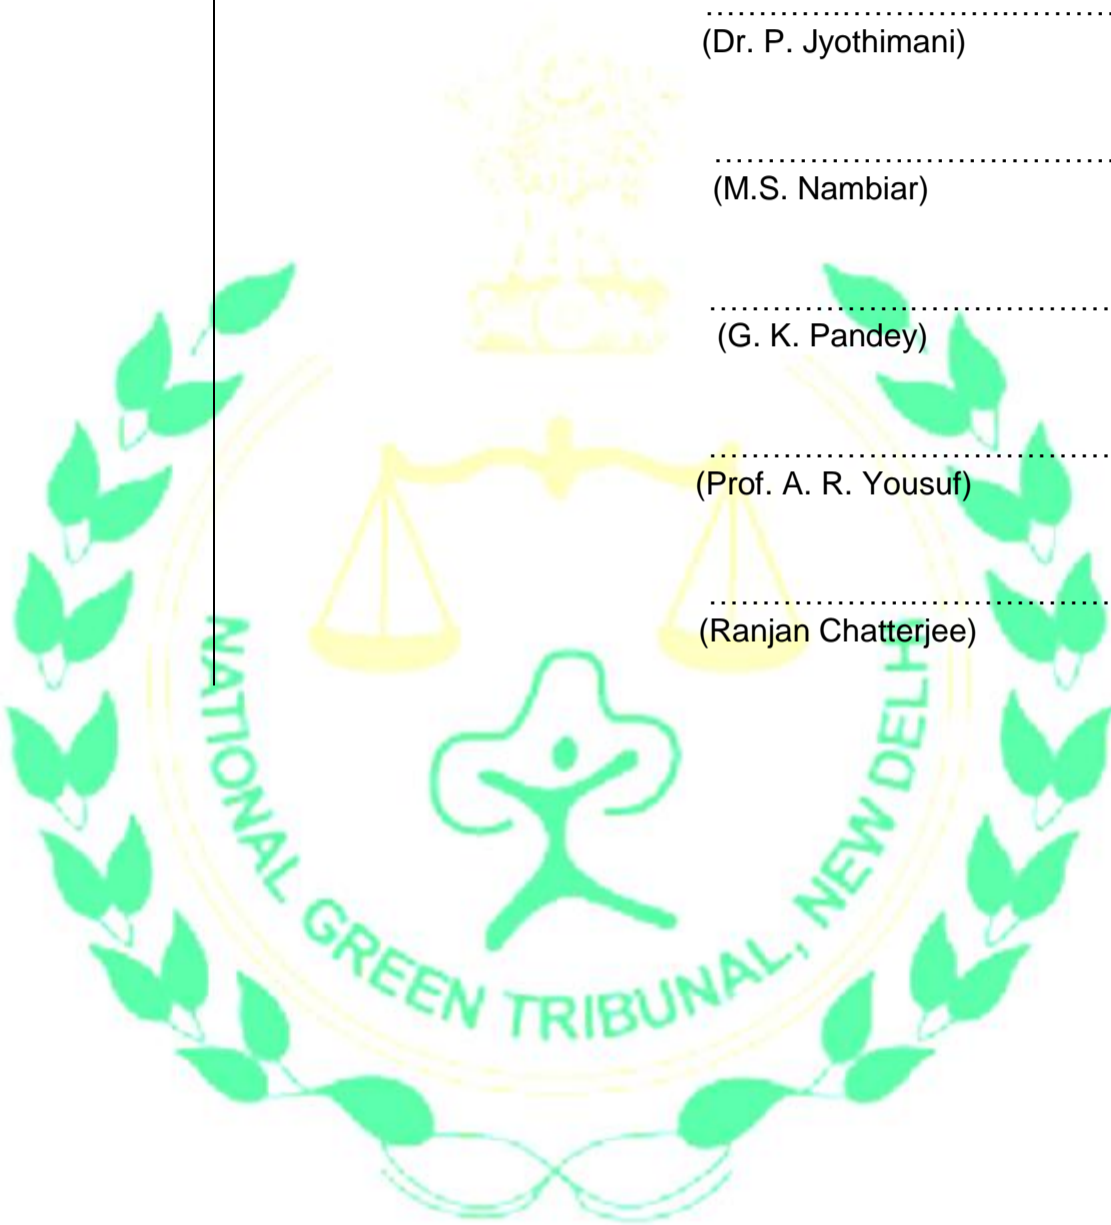 (Dr. P. Jyothimani)
(M.S. Nambiar)
(G. K. Pandey)
(Prof. A. R. Yousuf)
(Ranjan Chatterjee)
NATIONAL GREEN TRIBUNAL, NEW DELHI